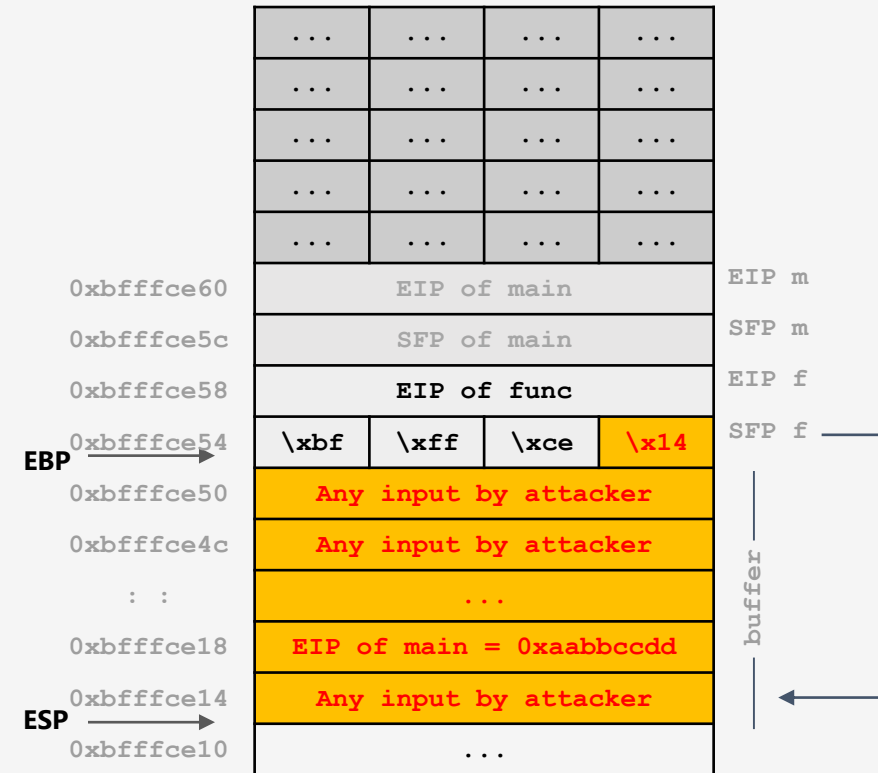 ... ... ... ...
... ... ... ...
... ... ... ...
... ... ... ...
... ... ... ...
0xbfffce60 EIP of main EIP m
0xbfffce5c SFP of main SFP m
0xbfffce58 EIP of func EIP f
0xbfffce54 \xbf \xff \xce \x14 SFP f
EBP
0xbfffce50 Any input by attacker
0xbfffce4c Any input by attacker
: : ...
buffer
0xbfffce18 EIP of main = 0xaabbccdd
0xbfffce14 Any input by attacker
ESP
0xbfffce10 ...